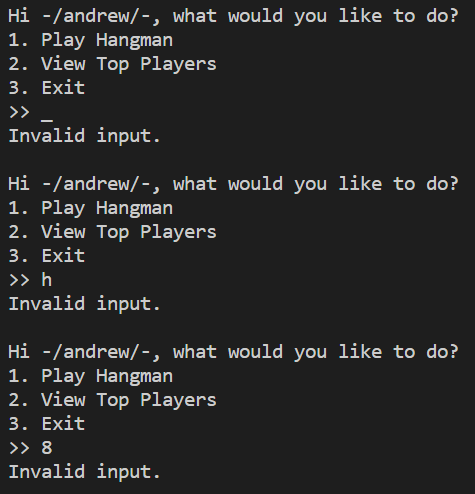 Hi -/andrew/-, what would you like to do?
1. Play Hangman
2. View Top Players
3. Exit
>> _
Invalid input.
Hi -/andrew/-, what would you like to do?
1. Play Hangman
2. View Top Players
3. Exit
>> h
Invalid input.
Hi -/andrew/-, what would you like to do?
1. Play Hangman
2. View Top Players
3. Exit
>> 8
Invalid input.